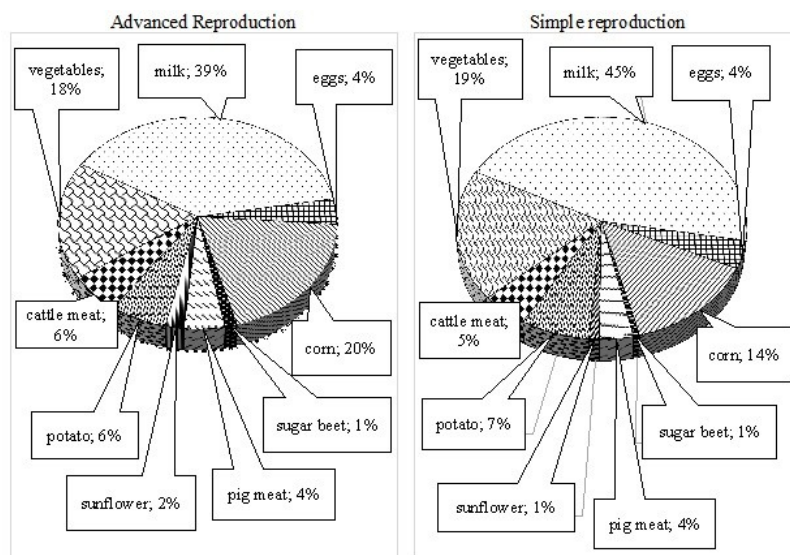 Advanced Reproduction
vegetables;
18%
milk; 39%
eggs; 4%
cattle meat;
6%
corn; 20%
potato; 6%
sugar beet; 1%
sunflower; 2%
pig meat; 4%
Simple reproduction
vegetables;
19%
milk; 45%
eggs; 4%
cattle meat;
5%
corn; 14%
potato; 7%
sugar beet; 1%
sunflower; 1%
pig meat; 4%